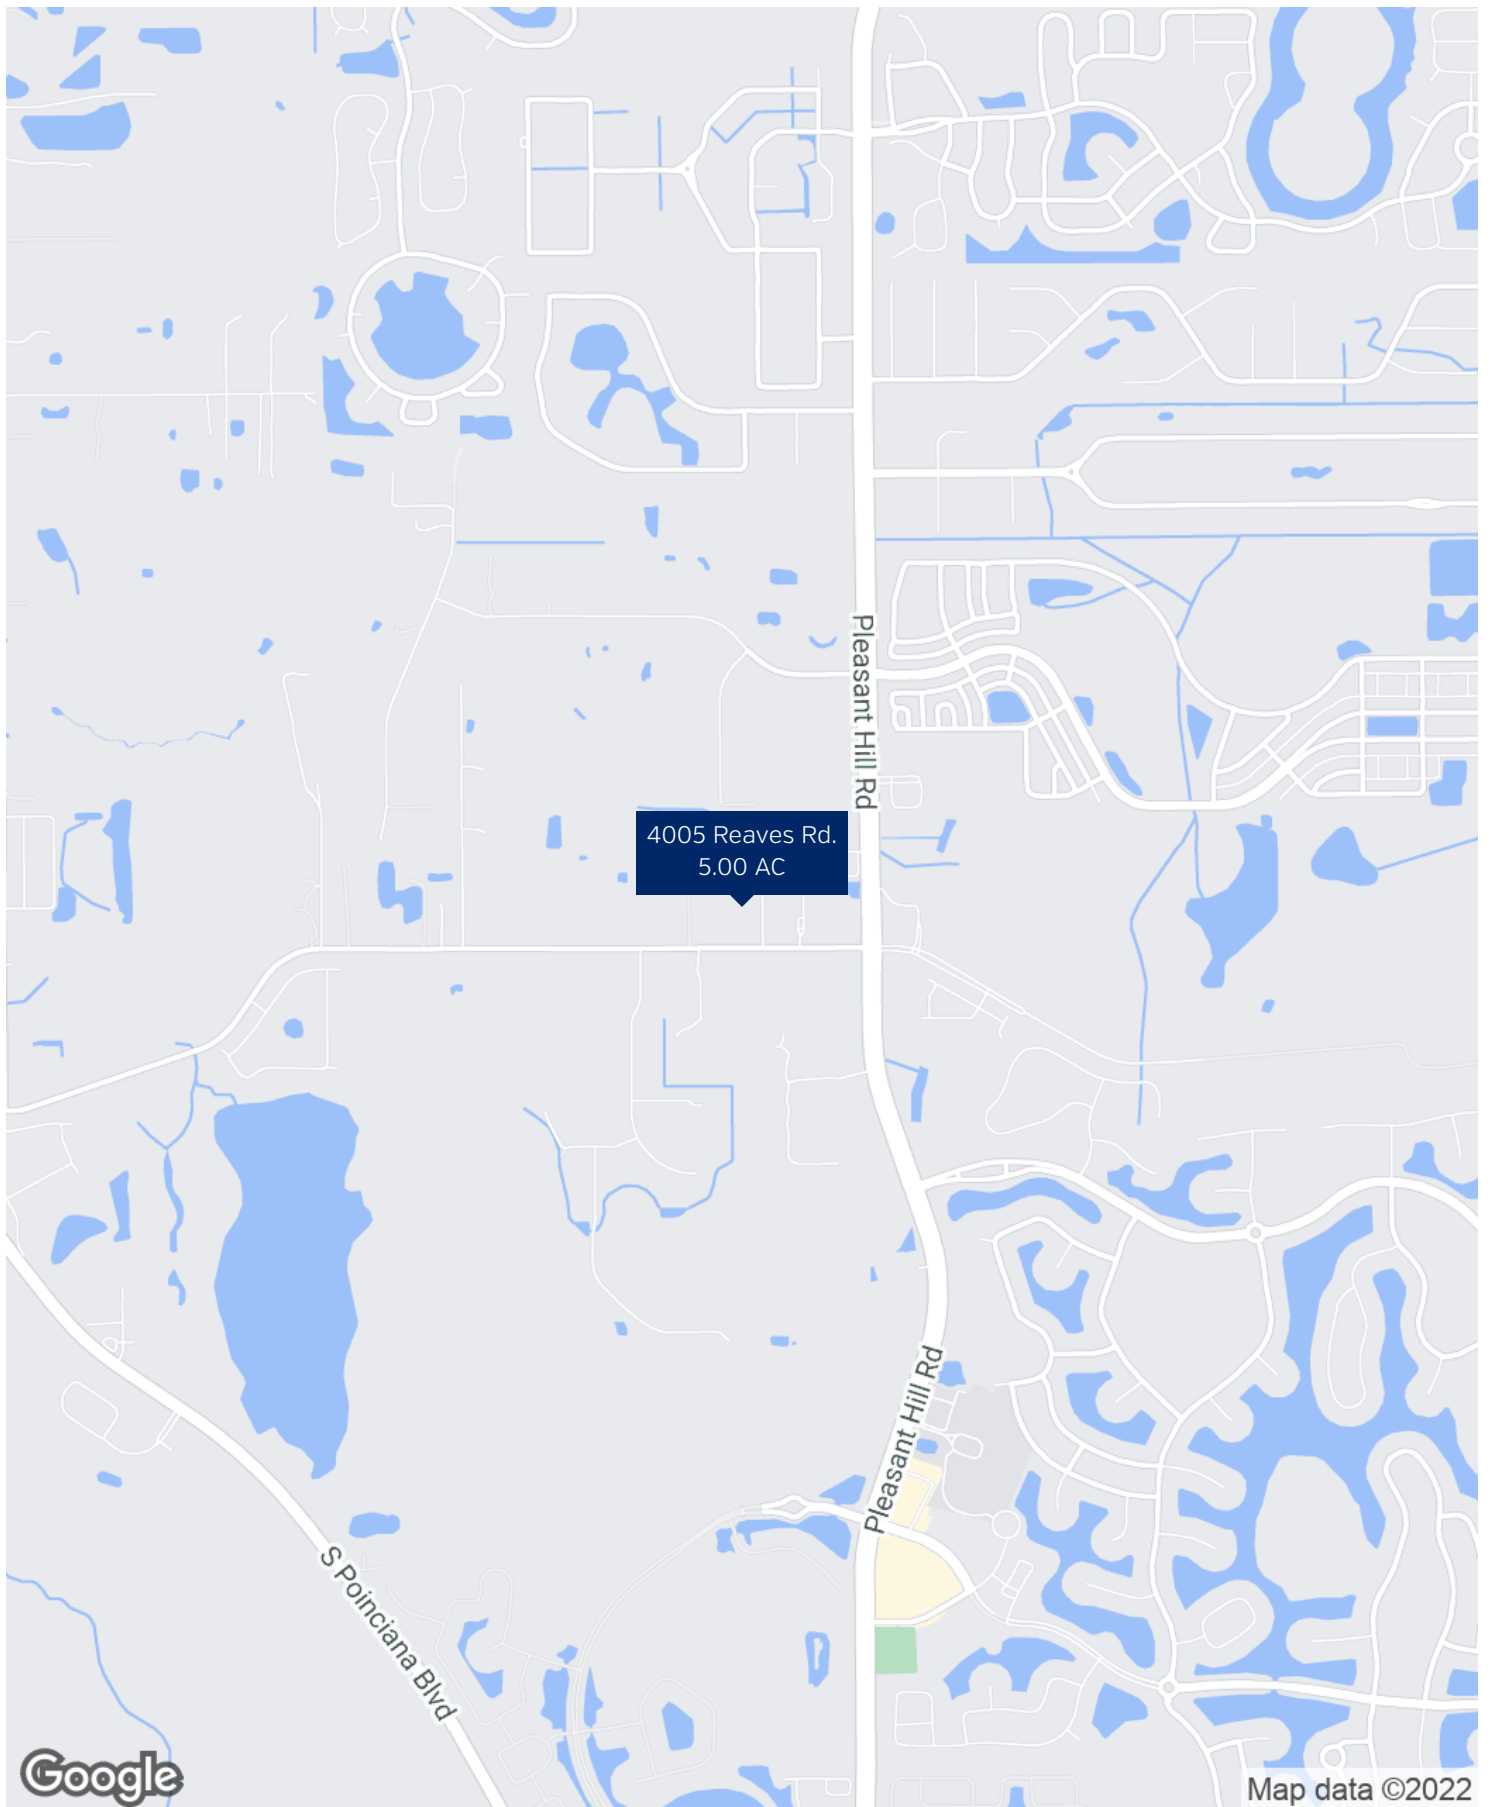 Pleasant Hill Rd
4005 Reaves Rd.
5.00 AC
Pleasant Hill Rd
S Poinciana Blvd
Google
Map data ©2022